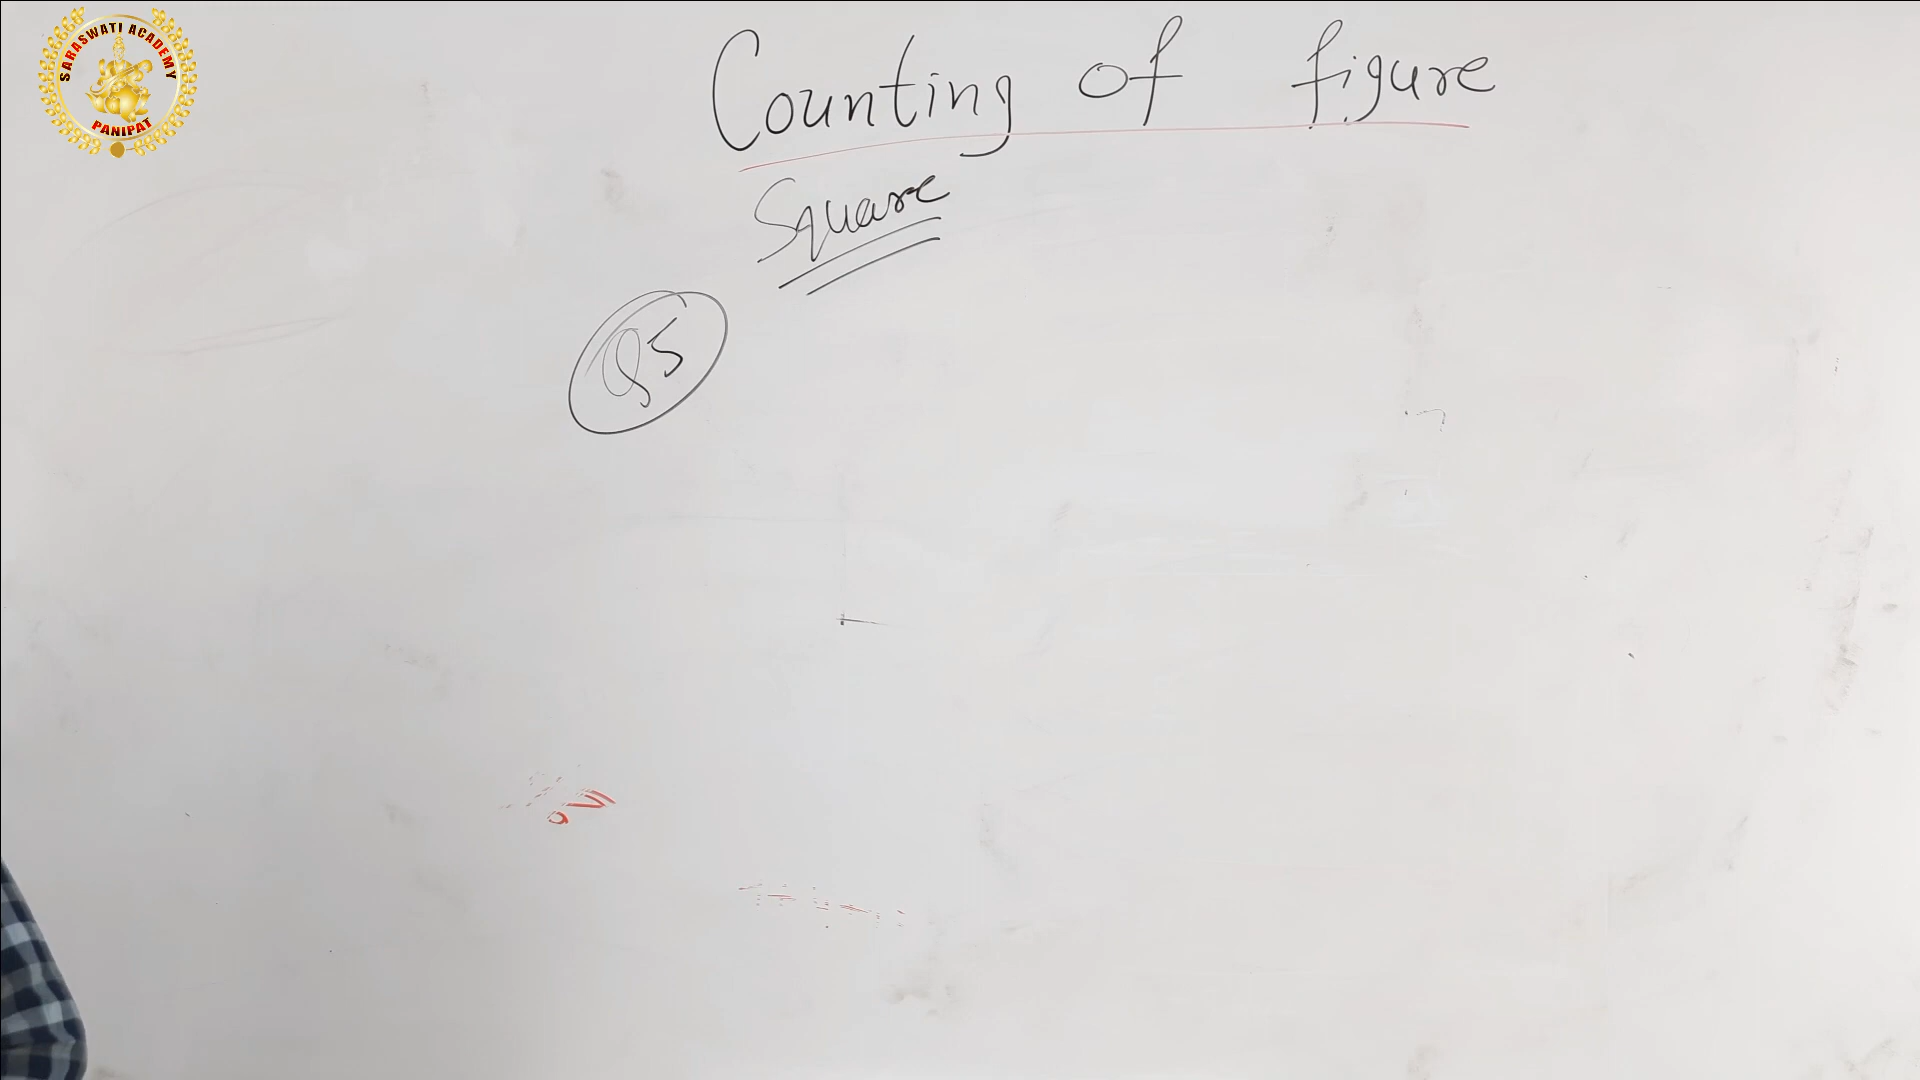 SARASWATI ACADEMY
PANIPAT
Counting of figure
Square
Q5